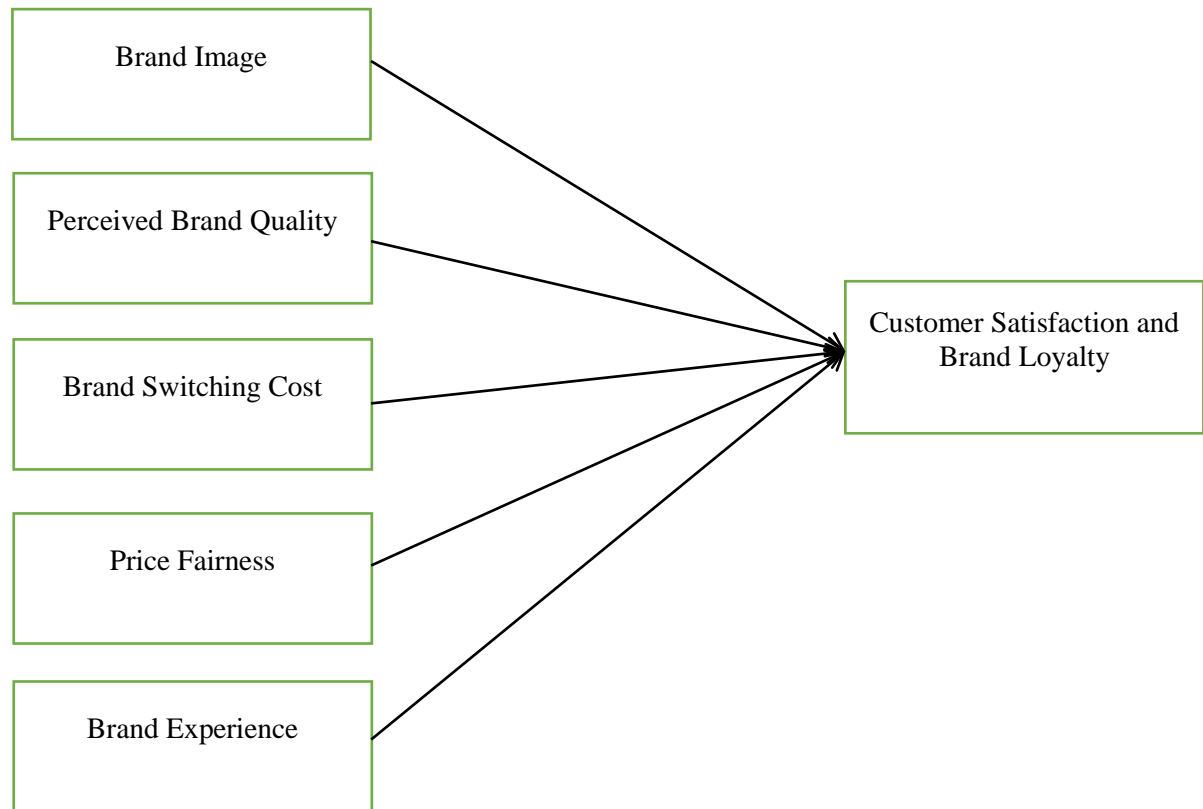 Brand Image
Perceived Brand Quality
Brand Switching Cost
Price Fairness
Brand Experience
Customer Satisfaction and
Brand Loyalty